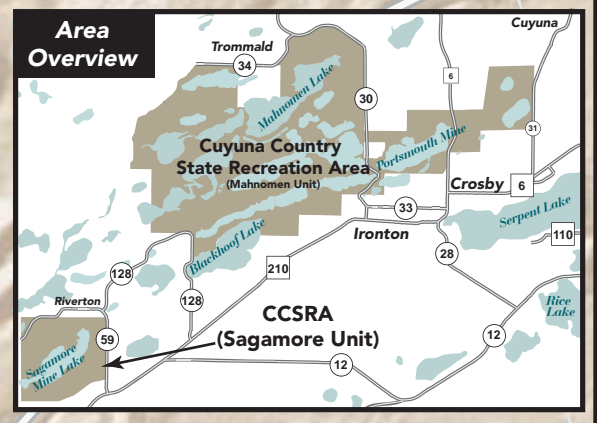 Area
Overview
Cuyuna
Trommald
34
6
Mahnomen Lake
30
31
Cuyuna Country
State Recreation Area
(Mahnomen Unit)
Portsmouth Mine
Crosby
6
33
Serpent Lake
Ironton
110
Blackhoof Lake
28
210
128
Riverton
128
Rice
Lake
CCSRA
(Sagamore Unit)
59
12
Sagamore
Mine Lake
12